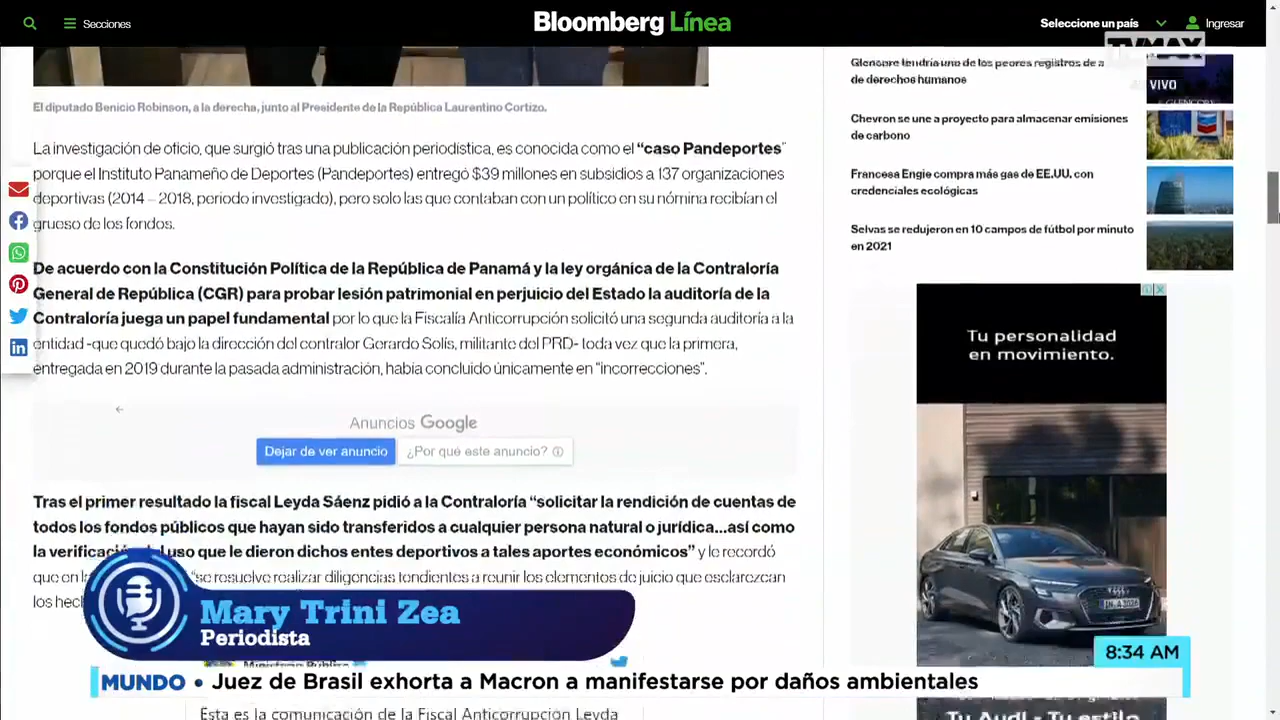 Secciones
Bloomberg Línea
Seleccione un país
Ingresar
TVMAX
VIVO
El diputado Benicio Robinson, a la derecha, junto al Presidente de la República Laurentino Cortizo.
La investigación de oficio, que surgió tras una publicación periodística, es conocida como el “caso Pandeportes”
porque el Instituto Panameño de Deportes (Pandeportes) entregó $39 millones en subsidios a 137 organizaciones
deportivas (2014 – 2018, período investigado), pero solo las que contaban con un político en su nómina recibían el
grueso de los fondos.
De acuerdo con la Constitución Política de la República de Panamá y la ley orgánica de la Contraloría
General de República (CGR) para probar lesión patrimonial en perjuicio del Estado la auditoría de la
Contraloría juega un papel fundamental por lo que la Fiscalía Anticorrupción solicitó una segunda auditoría a la
entidad -que quedó bajo la dirección del contralor Gerardo Solís, militante del PRD- toda vez que la primera,
entregada en 2019 durante la pasada administración, había concluido únicamente en “incorrecciones”.
Anuncios Google
Dejar de ver anuncio
¿Por qué este anuncio?
Tras el primer resultado la fiscal Leyda Sáenz pidió a la Contraloría “solicitar la rendición de cuentas de
todos los fondos públicos que hayan sido transferidos a cualquier persona natural o jurídica...así como
la verificación del uso que le dieron dichos entes deportivos a tales aportes económicos” y le recordó
que en la “se resuelve realizar diligencias tendientes a reunir los elementos de juicio que esclarezcan
los hech
Ministerio Público
Esta es la comunicación de la Fiscal Anticorrupción Leyda
Glencore tendría uno de los peores registros de a
de derechos humanos
Chevron se une a proyecto para almacenar emisiones
de carbono
Francesa Engie compra más gas de EE.UU. con
credenciales ecológicas
Selvas se redujeron en 10 campos de fútbol por minuto
en 2021
Tu personalidad
en movimiento.
Tu Audi - Tu estilo
Mary Trini Zea
Periodista
8:34 AM
MUNDO • Juez de Brasil exhorta a Macron a manifestarse por daños ambientales